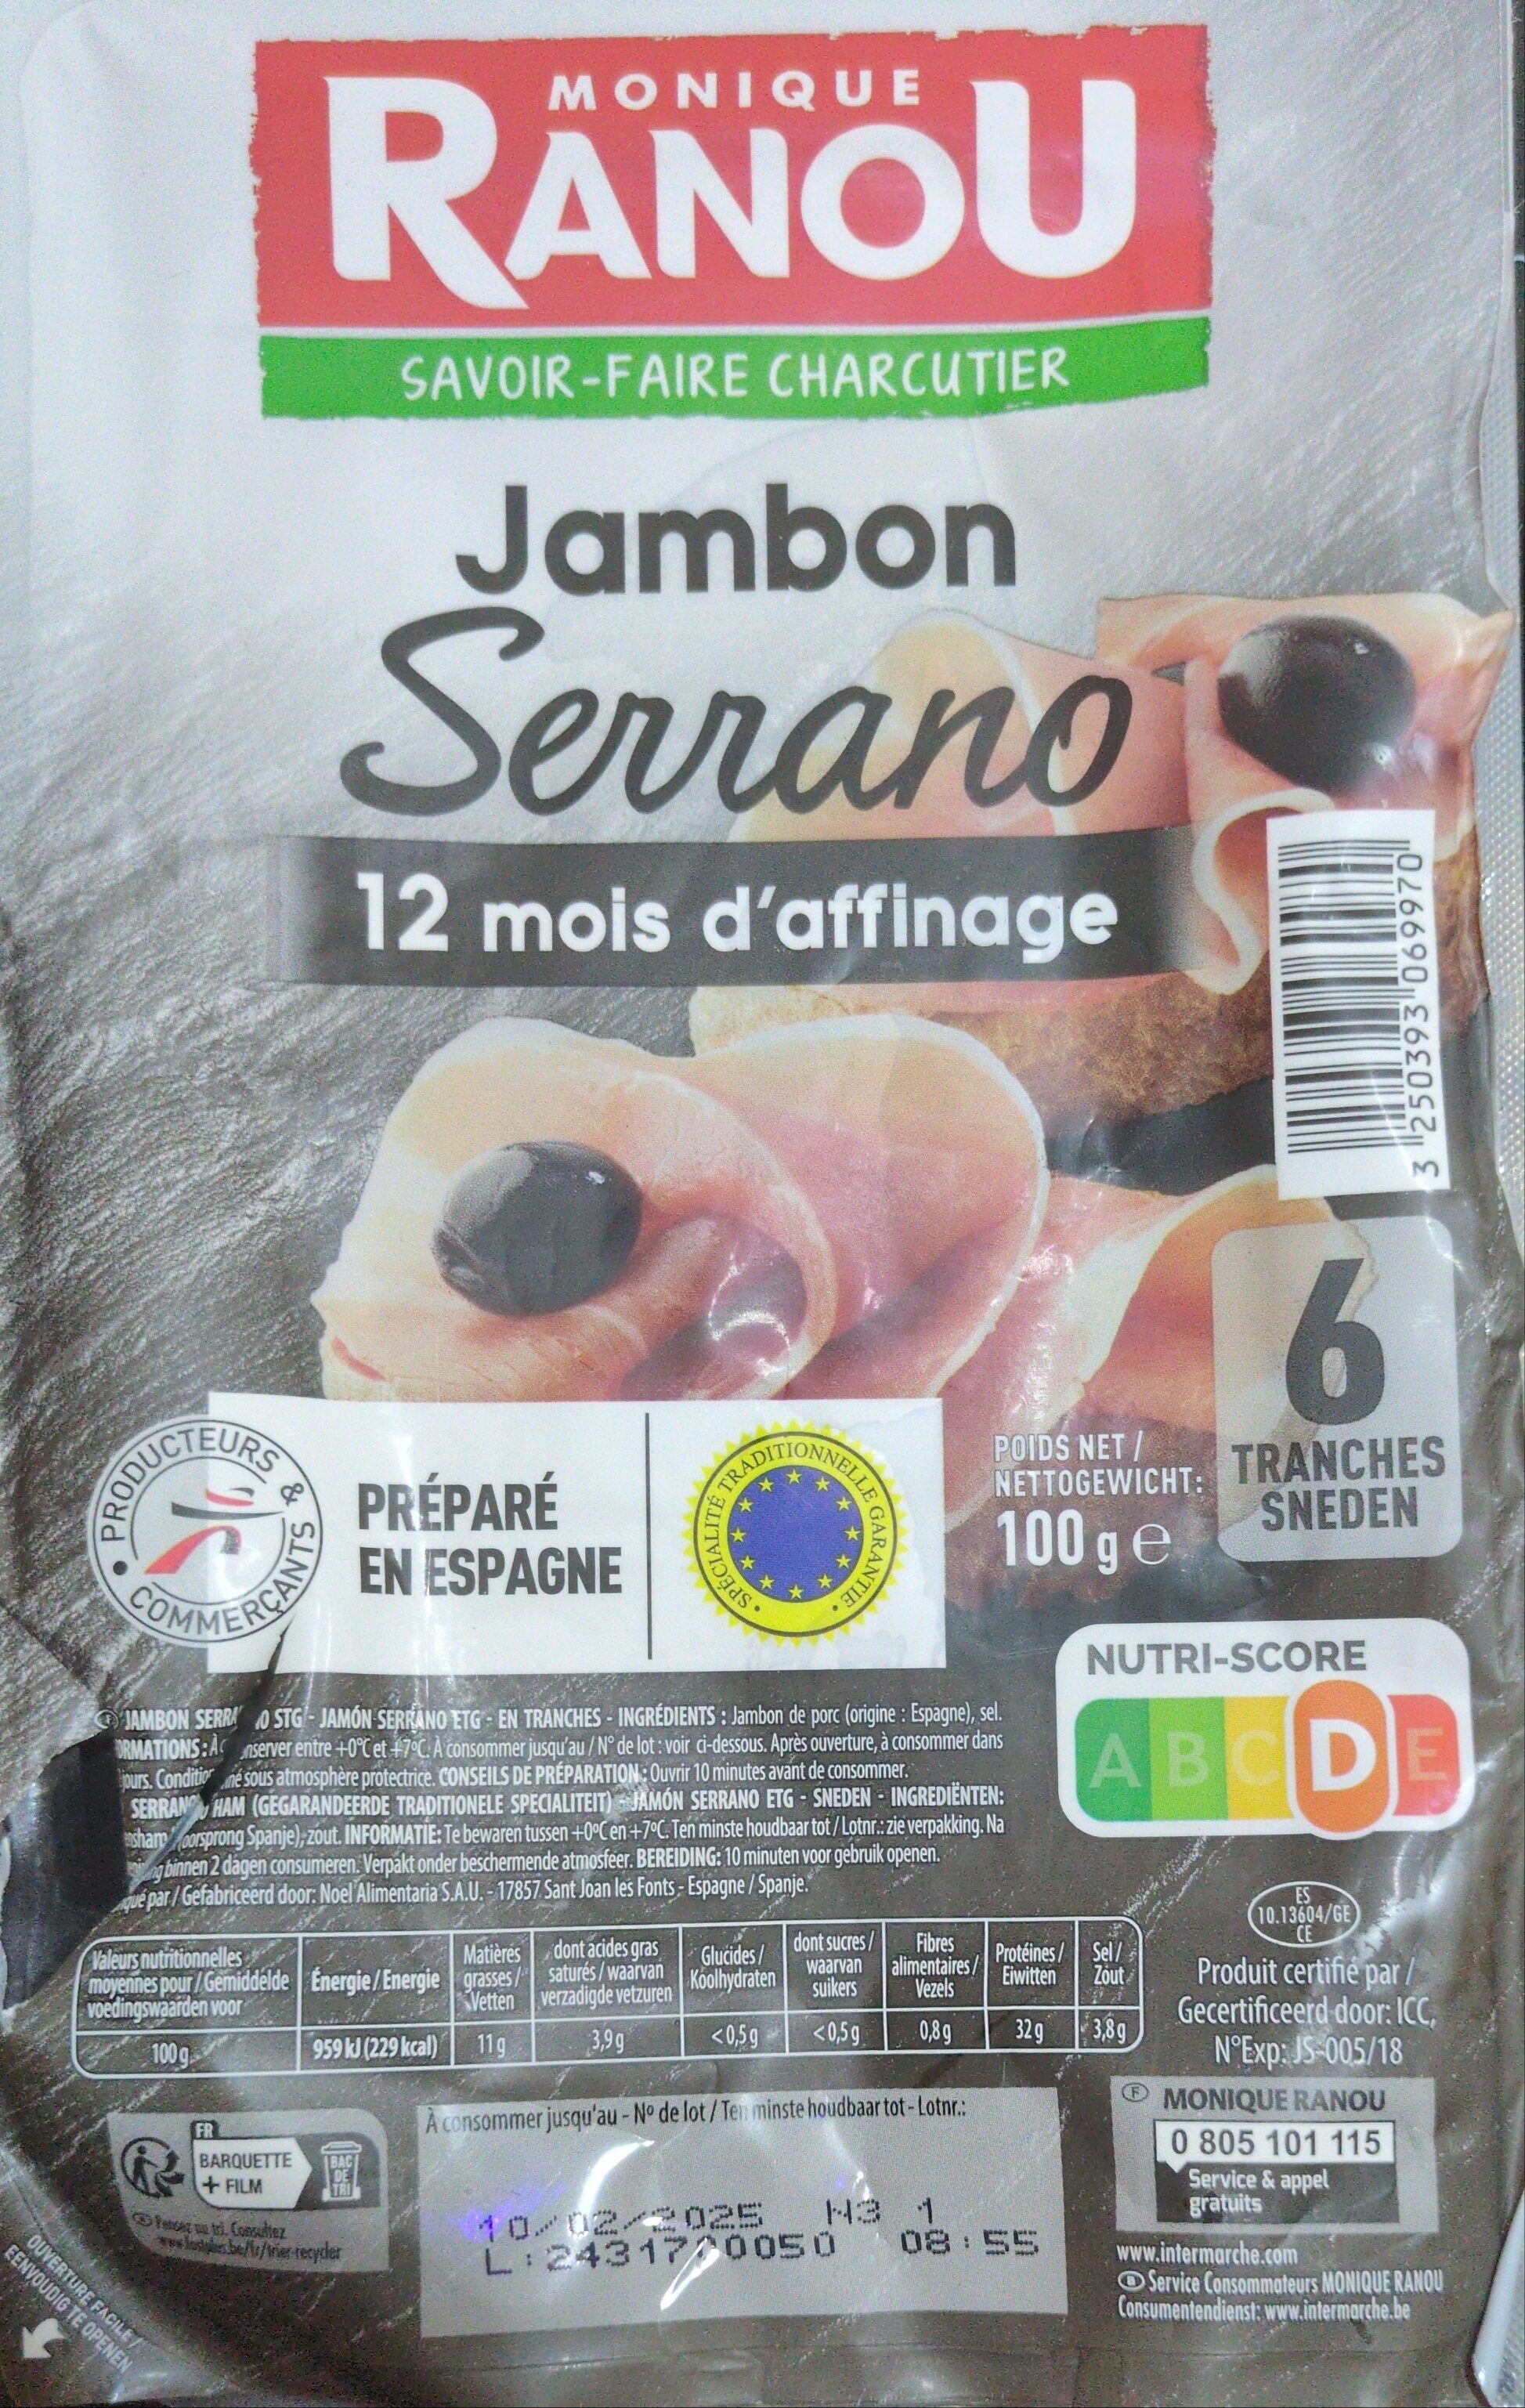 MONIQUE
RANOU
SAVOIR-FAIRE CHARCUTIER
Jambon
Serrano
12 mois d'affinage
3 250393 069970
6
TRANCHES
SNEDEN
POIDS NET /
NETTOGEWICHT:
100 g e
PRODUCTEURS & COMMERÇANTS
PRÉPARÉ
EN ESPAGNE
SPÉCIALITÉ TRADITIONNELLE GARANTIE
NUTRI-SCORE
A B C D E
F JAMBON STG - JAMÓN SERRANO ETG - EN TRANCHES - INGRÉDIENTS : Jambon de porc (origine : Espagne), sel.
entre +0°C et +7°C. À consommer jusqu'au / N° de lot : voir ci-dessous. Après ouverture, à consommer dans
sous atmosphère protectrice. CONSEILS DE PRÉPARATION : Ouvrir 10 minutes avant de consommer.
HAM (GEGARANDEERDE TRADITIONELE SPECIALITEIT) - JAMÓN SERRANO ETG - SNEDEN - INGREDIËNTEN:
Spanje), zout. INFORMATIE: Te bewaren tussen +0°C en +7°C. Ten minste houdbaar tot / Lotnr.: zie verpakking. Na
binnen 2 dagen consumeren. Verpakt onder beschermende atmosfeer. BEREIDING: 10 minuten voor gebruik openen.
par / Gefabriceerd door: Noel Alimentaria S.A.U. - 17857 Sant Joan les Fonts - Espagne / Spanje.
ES
10.13604/GE
CE
Produit certifié par /
Gecertificeerd door: ICC,
N°Exp: JS-005/18
Valeurs nutritionnelles moyennes pour / Gemiddelde voedingswaarden voor
Énergie / Energie
Matières grasses / Vetten
dont acides gras saturés / waarvan verzadigde vetzuren
Glucides / Koolhydraten
dont sucres / waarvan suikers
Fibres alimentaires / Vezels
Protéines / Eiwitten
Sel / Zout
100 g 959 kJ (229 kcal) 11 g 3,9 g <0,5 g <0,5 g 0,8 g 32 g 3,8 g
FR
BARQUETTE
+ FILM
BAC
DE
TRI
Pensez au tri. Consultez
À consommer jusqu'au - N° de lot / Ten minste houdbaar tot - Lotnr.:
10/02/2025 H3 1
08:55
F MONIQUE RANOU
0 805 101 115
Service & appel
gratuits
www.intermarche.com
Service Consommateurs MONIQUE RANOU
Consumentendienst: www.intermarche.be
OUVERTURE FACILE /
EENVOUDIG TE OPENEN